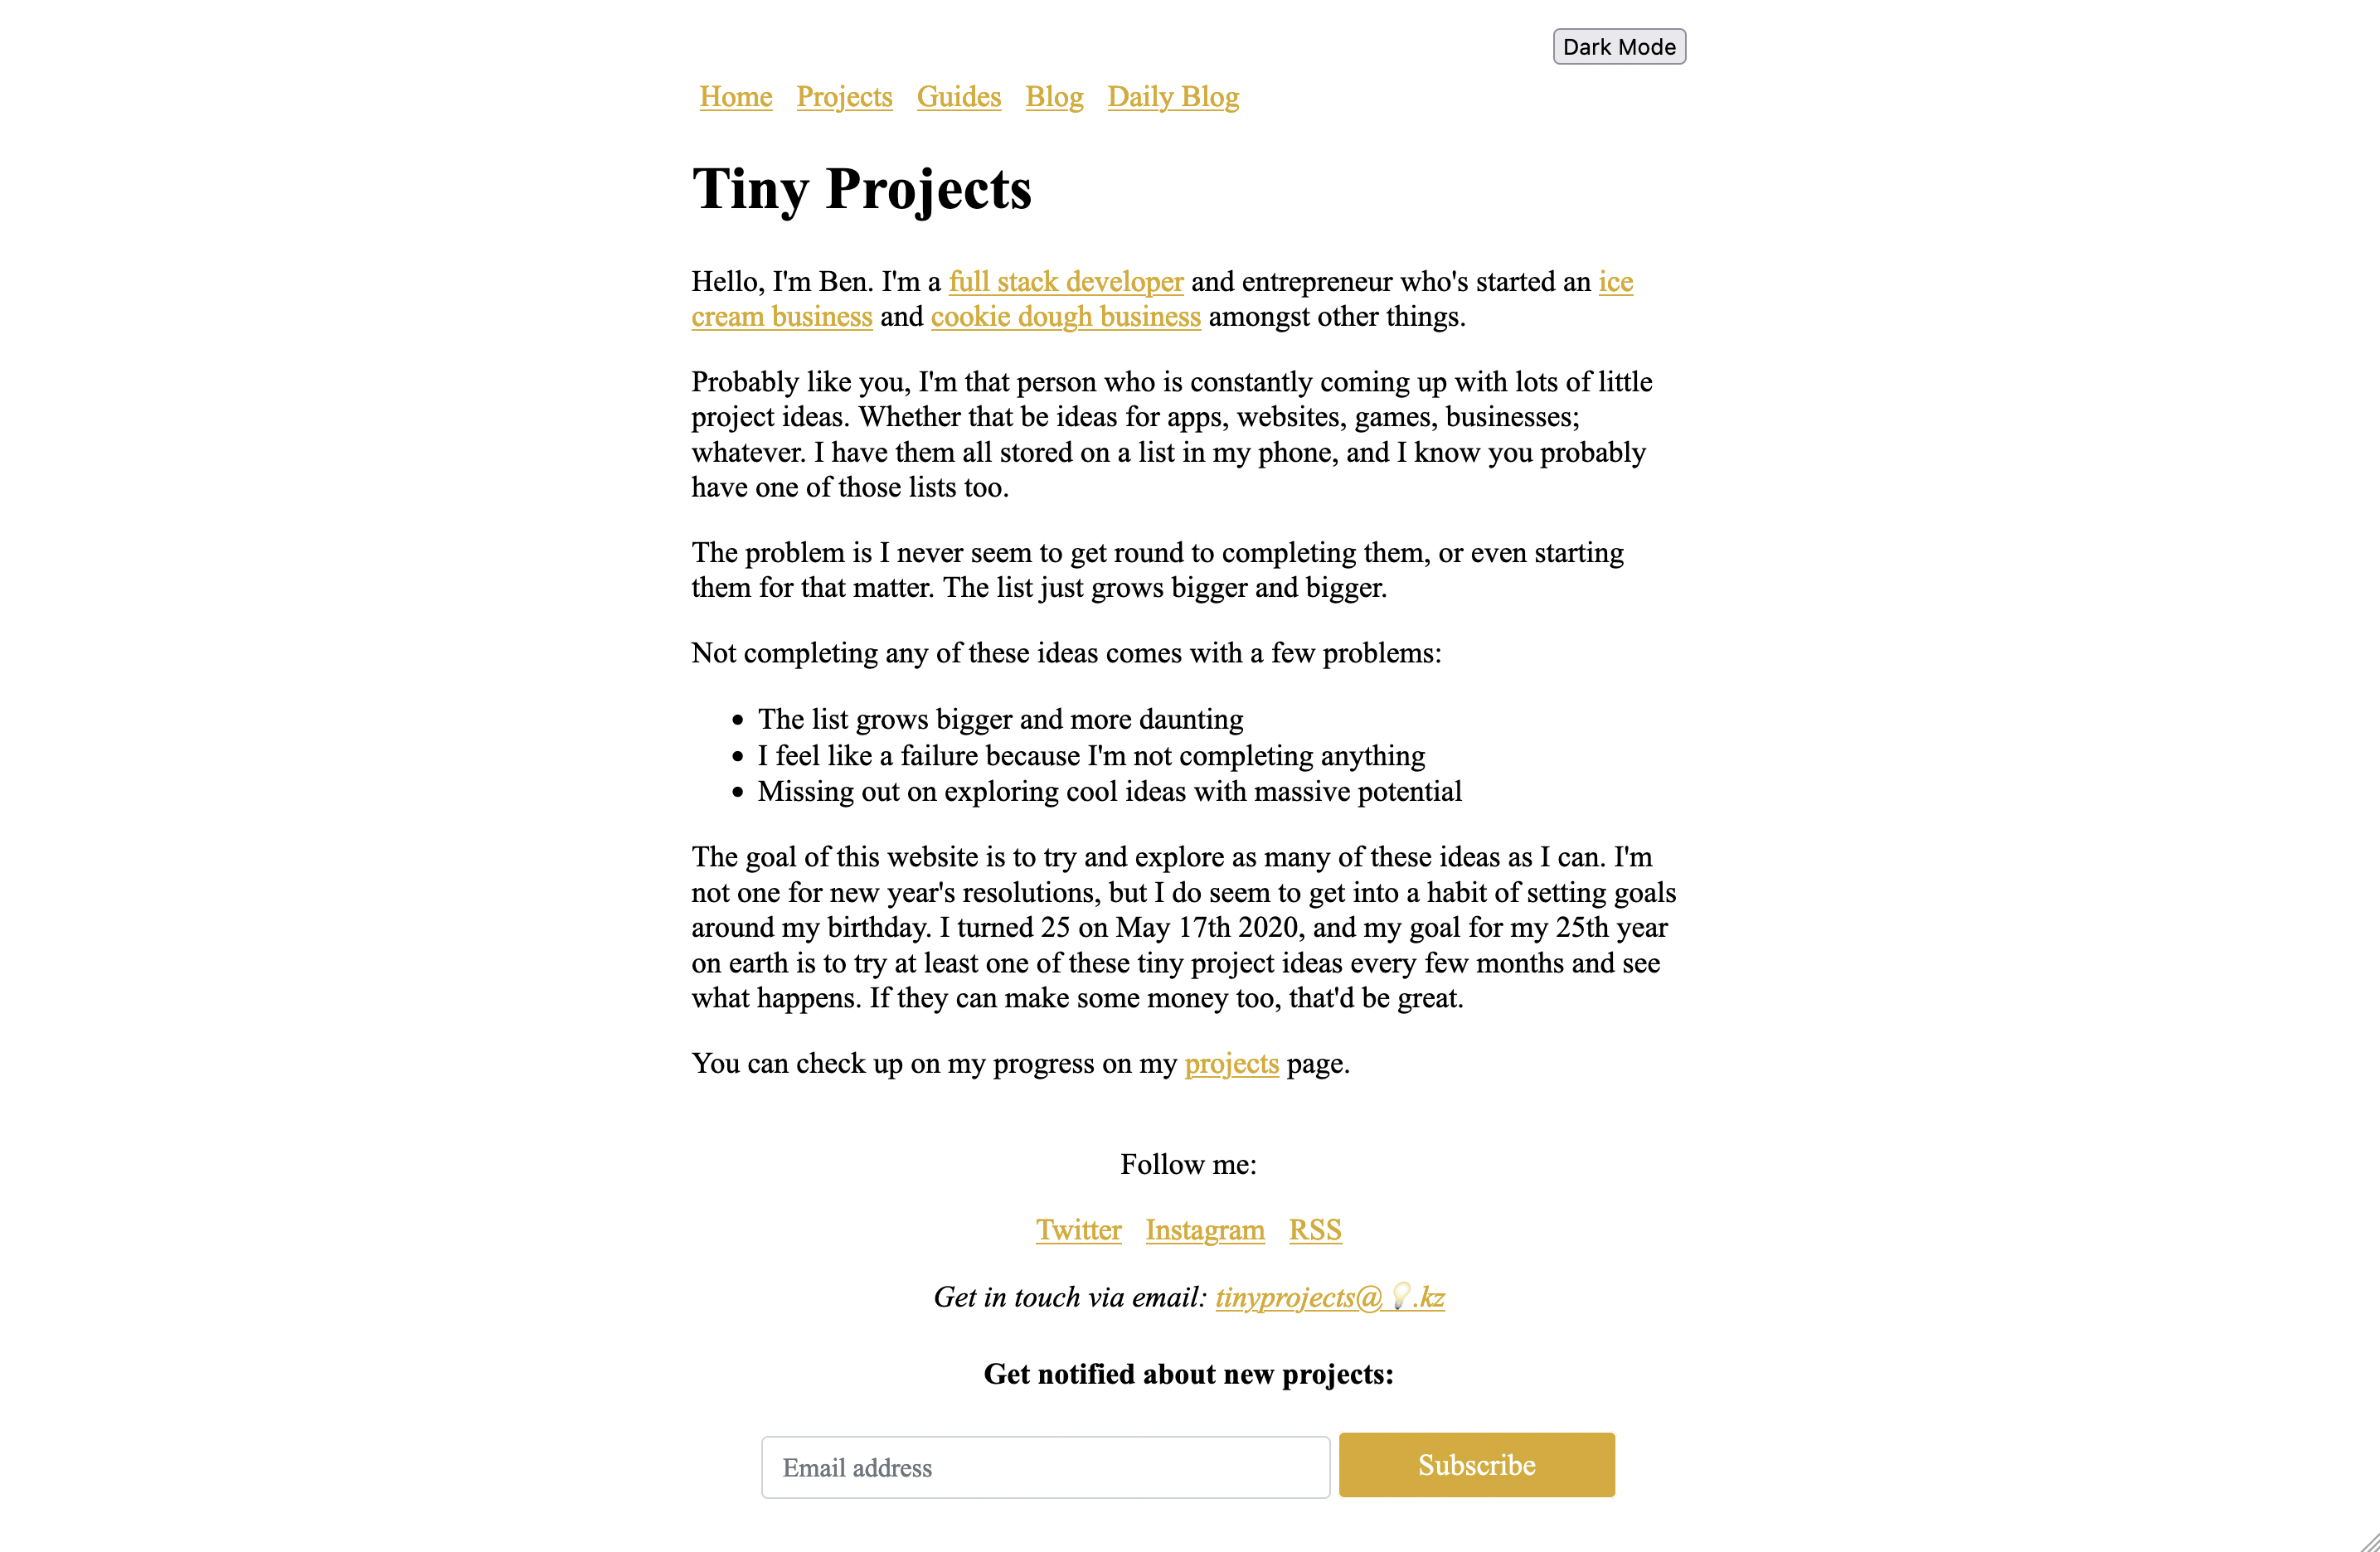 Dark Mode
Home Projects Guides Blog Daily Blog
Tiny Projects
Hello, I'm Ben. I'm a full stack developer and entrepreneur who's started an ice
cream business and cookie dough business amongst other things.
Probably like you, I'm that person who is constantly coming up with lots of little
project ideas. Whether that be ideas for apps, websites, games, businesses;
whatever. I have them all stored on a list in my phone, and I know you probably
have one of those lists too.
The problem is I never seem to get round to completing them, or even starting
them for that matter. The list just grows bigger and bigger.
Not completing any of these ideas comes with a few problems:
• The list grows bigger and more daunting
• I feel like a failure because I'm not completing anything
• Missing out on exploring cool ideas with massive potential
The goal of this website is to try and explore as many of these ideas as I can. I'm
not one for new year's resolutions, but I do seem to get into a habit of setting goals
around my birthday. I turned 25 on May 17th 2020, and my goal for my 25th year
on earth is to try at least one of these tiny project ideas every few months and see
what happens. If they can make some money too, that'd be great.
You can check up on my progress on my projects page.
Follow me:
Twitter Instagram RSS
Get in touch via email: tinyprojects@💡.kz
Get notified about new projects:
Email address
Subscribe